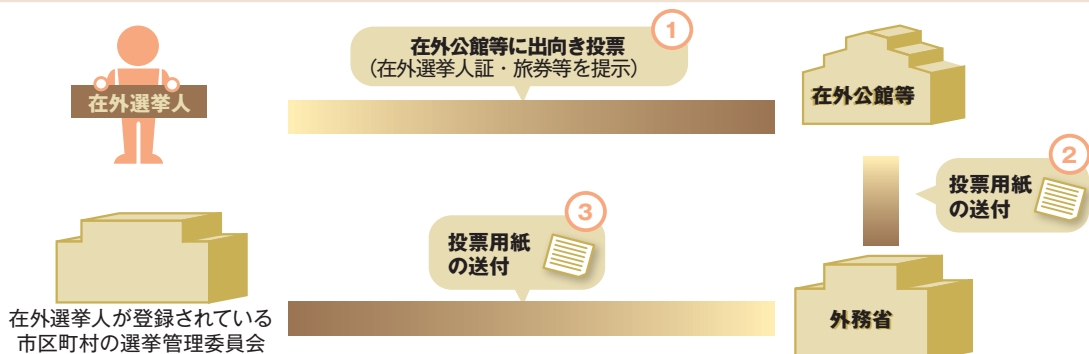 在外選挙人
①
在外公館等に出向き投票
(在外選挙人証・旅券等を提示)
在外公館等
②
投票用紙
の送付
③
投票用紙
の送付
外務省
在外選挙人が登録されている
市区町村の選挙管理委員会